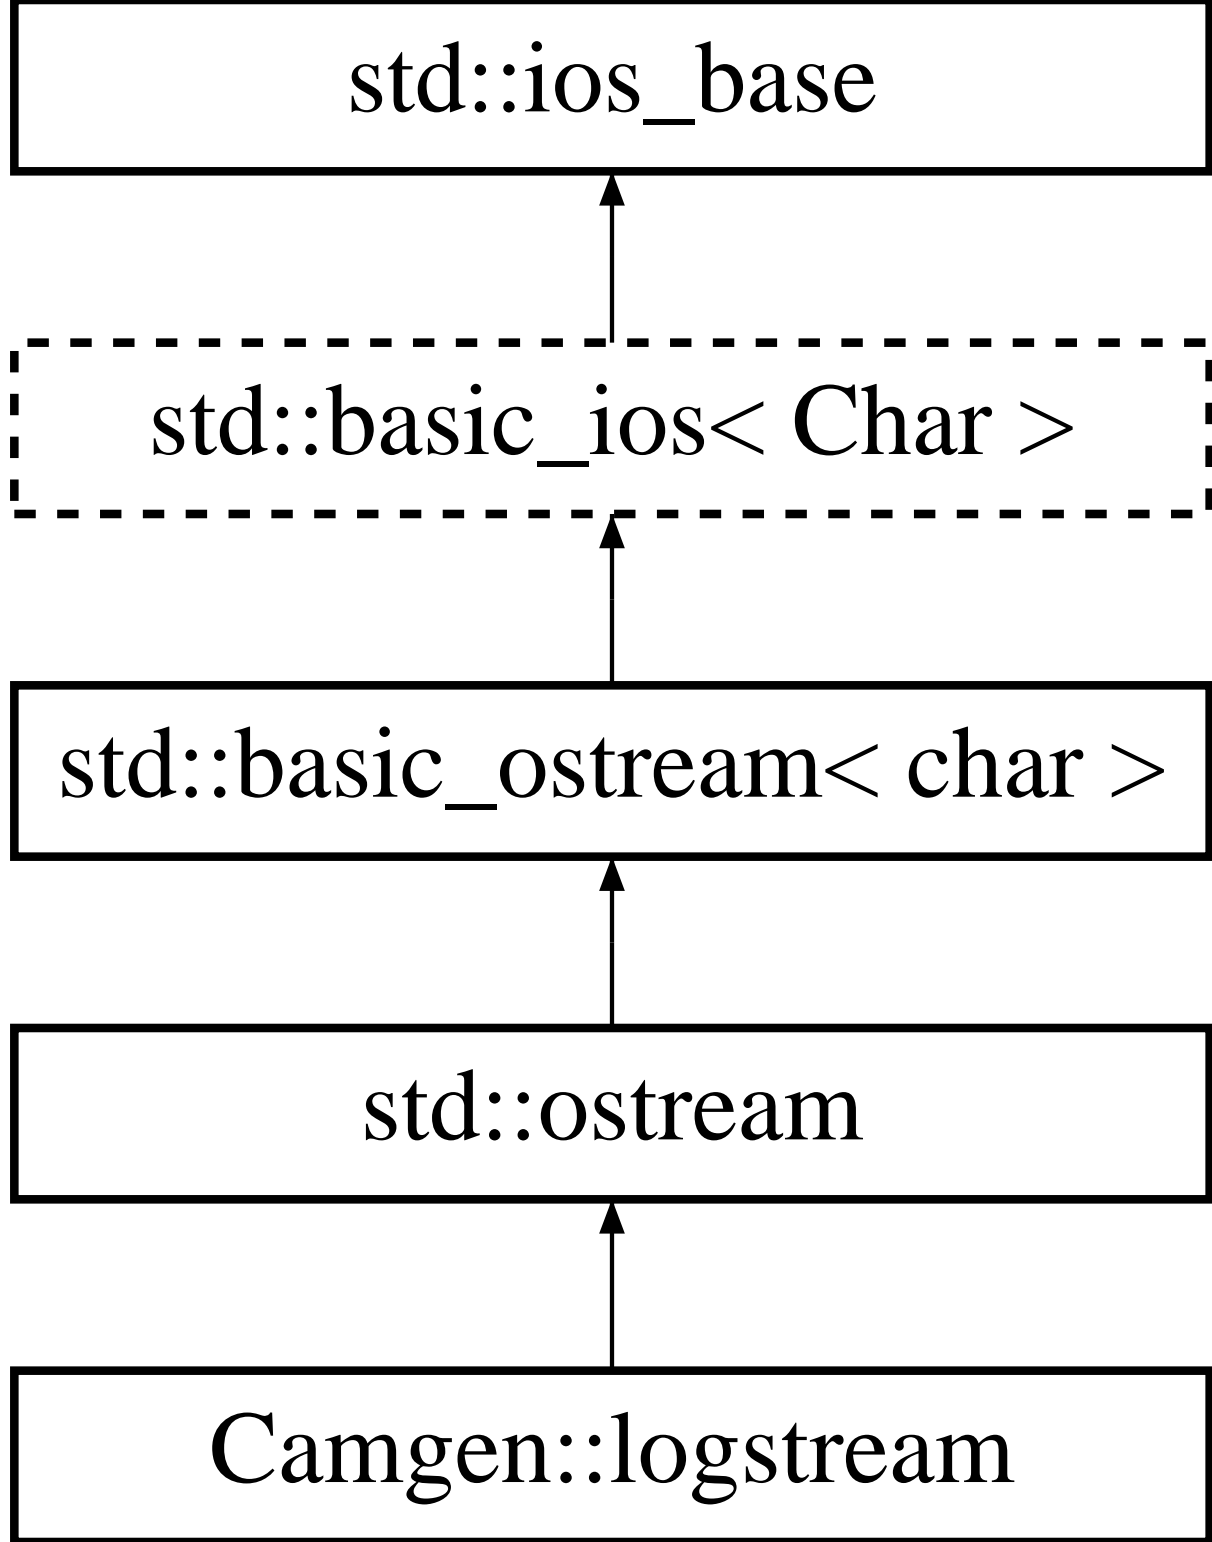 std::ios_base
std::basic_ios< Char >
std::basic_ostream< char >
std::ostream
Camgen::logstream